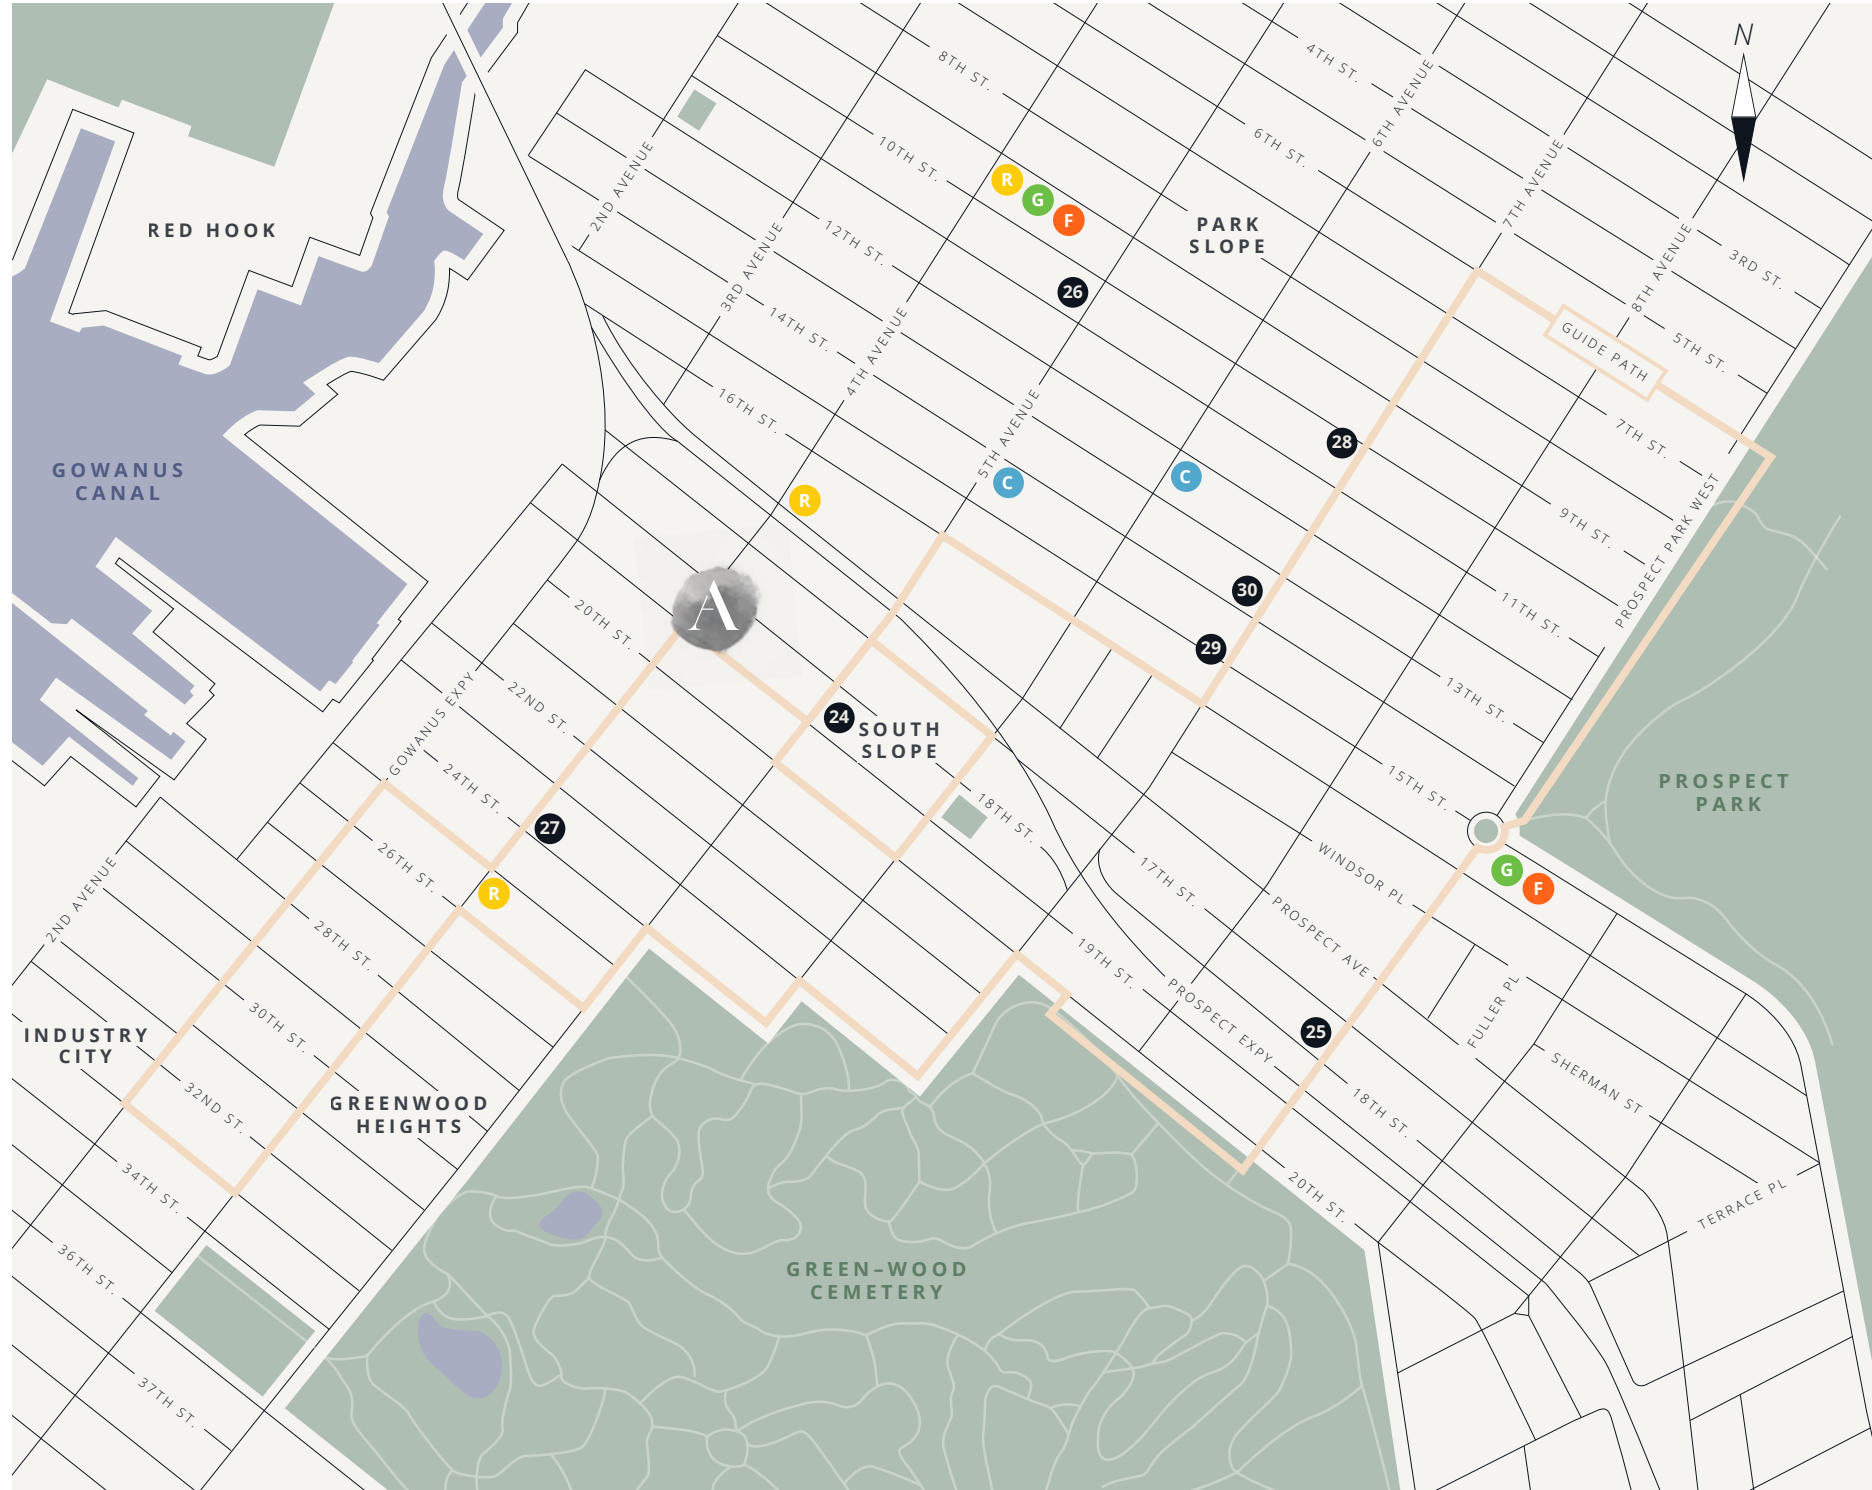 N
4TH ST.
8TH ST.
6TH AVENUE
6TH ST.
10TH ST.
2ND AVENUE
7TH AVENUE
R
G
F
RED HOOK
PARK
SLOPE
12TH ST.
3RD AVENUE
8TH AVENUE
3RD ST.
26
14TH ST.
4TH AVENUE
GUIDE PATH
5TH ST.
16TH ST.
5TH AVENUE
7TH ST.
28
GOWANUS
CANAL
C
C
R
9TH ST.
PROSPECT PARK WEST
A
30
11TH ST.
20TH ST.
29
13TH ST.
22ND ST.
24
SOUTH
SLOPE
GOWANUS EXPY
24TH ST.
15TH ST.
PROSPECT
PARK
18TH ST.
27
26TH ST.
R
17TH ST.
WINDSOR PL
G
F
2ND AVENUE
28TH ST.
PROSPECT AVE
19TH ST.
PROSPECT EXPY
FULLER PL
30TH ST.
INDUSTRY
CITY
25
SHERMAN ST
32ND ST.
GREENWOOD
HEIGHTS
18TH ST.
34TH ST.
20TH ST.
TERRACE PL
36TH ST.
GREEN-WOOD
CEMETERY
37TH ST.